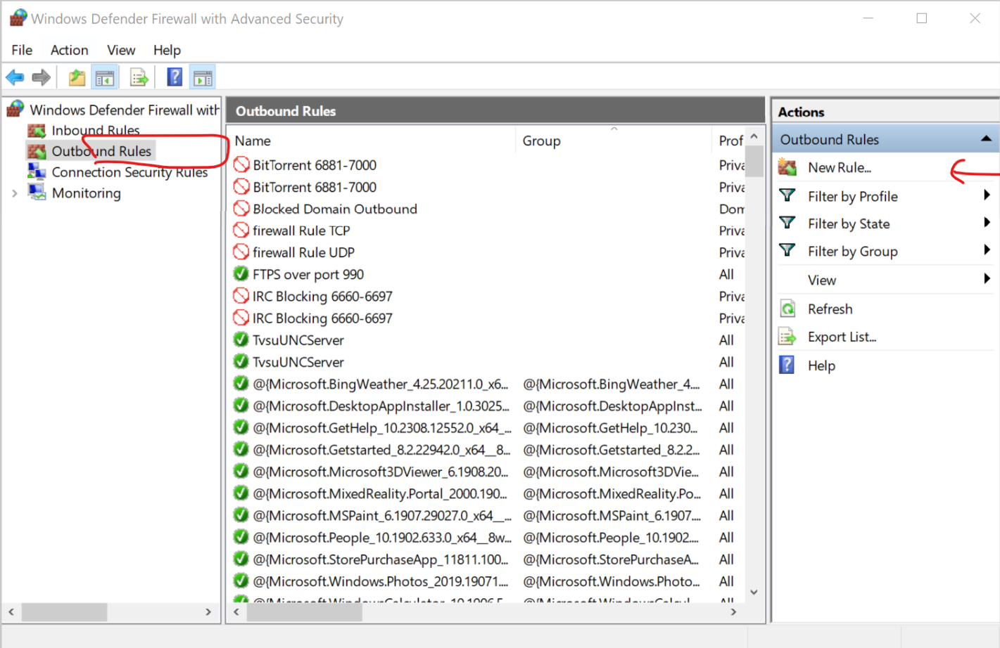 Windows Defender Firewall with Advanced Security
File Action View Help
Windows Defender Firewall with
Inbound Rules
Outbound Rules
Connection Security Rules
Monitoring
Outbound Rules
Name Group Prof
BitTorrent 6881-7000 Priva
BitTorrent 6881-7000 Priva
Blocked Domain Outbound Dom
firewall Rule TCP Priva
firewall Rule UDP Priva
FTPS over port 990 All
IRC Blocking 6660-6697 Priva
IRC Blocking 6660-6697 Priva
TvsuUNCServer All
TvsuUNCServer All
@{Microsoft.BingWeather_4.25.20211.0_x6... @{Microsoft.BingWeather_4.... All
@{Microsoft.DesktopAppInstaller_1.0.3025... @{Microsoft.DesktopAppInst... All
@{Microsoft.GetHelp_10.2308.12552.0_x64_... @{Microsoft.GetHelp_10.230... All
@{Microsoft.Getstarted_8.2.22942.0_x64__8... @{Microsoft.Getstarted_8.2.2... All
@{Microsoft.Microsoft3DViewer_6.1908.20... @{Microsoft.Microsoft3DVie... All
@{Microsoft.MixedReality.Portal_2000.190... @{Microsoft.MixedReality.Po... All
@{Microsoft.MSPaint_6.1907.29027.0_x64__... @{Microsoft.MSPaint_6.1907.... All
@{Microsoft.People_10.1902.633.0_x64__8w... @{Microsoft.People_10.1902.... All
@{Microsoft.StorePurchaseApp_11811.100... @{Microsoft.StorePurchaseA... All
@{Microsoft.Windows.Photos_2019.19071.... @{Microsoft.Windows.Photo... All
Actions
Outbound Rules
New Rule...
Filter by Profile
Filter by State
Filter by Group
View
Refresh
Export List...
Help